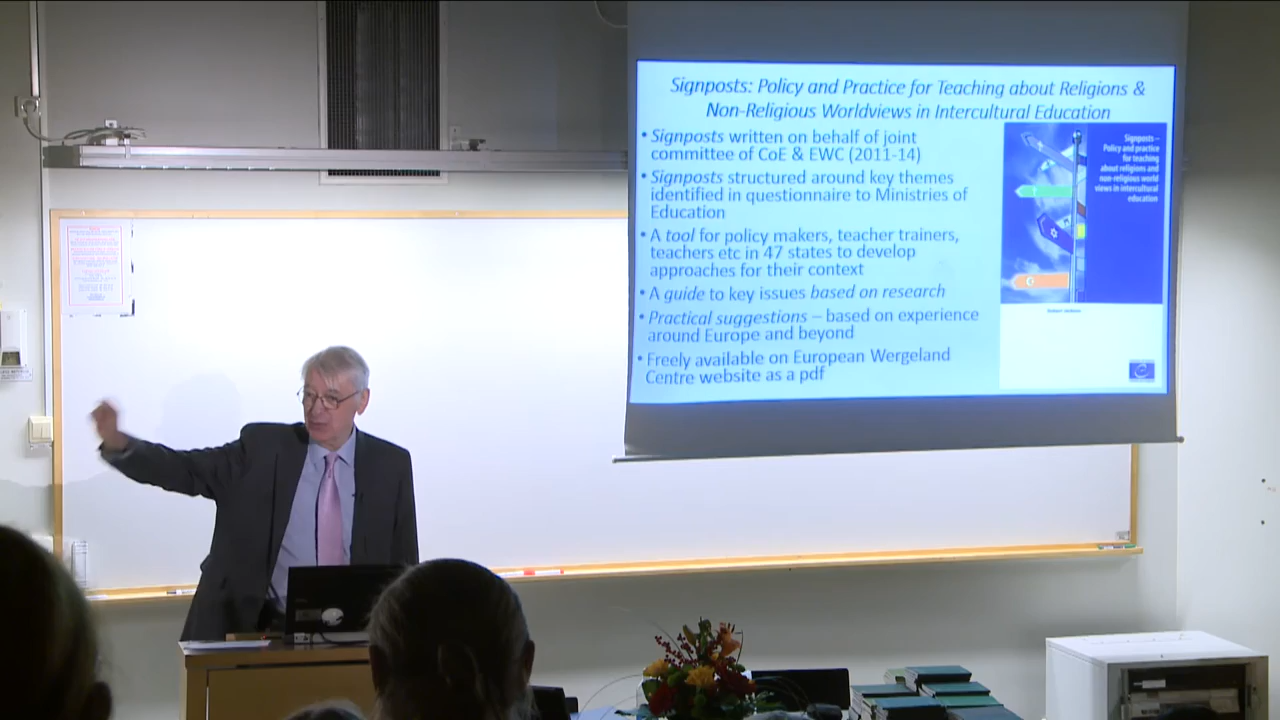 Signposts: Policy and Practice for Teaching about Religions &
Non-Religious Worldviews in Intercultural Education
• Signposts written on behalf of joint
committee of CoE & EWC (2011-14)
• Signposts structured around key themes
identified in questionnaire to Ministries of
Education
• A tool for policy makers, teacher trainers,
teachers etc in 47 states to develop
approaches for their context
• A guide to key issues based on research
• Practical suggestions – based on experience
around Europe and beyond
• Freely available on European Wergeland
Centre website as a pdf
Signposts –
Policy and practice
for teaching
about religions and
non-religious world
views in intercultural
education
Robert Jackson